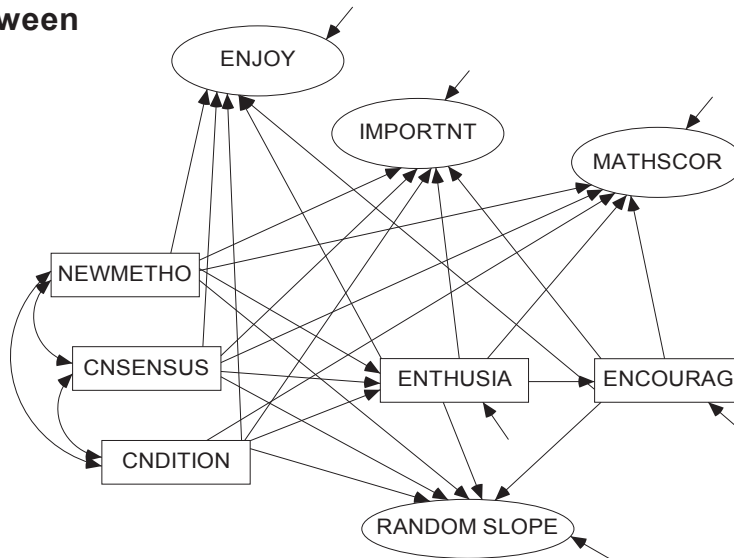 ween
ENJOY
IMPORTNT
MATHSCOR
NEWMETHO
CNSENSUS
ENTHUSIA
ENCOURAG
CNDITION
RANDOM SLOPE